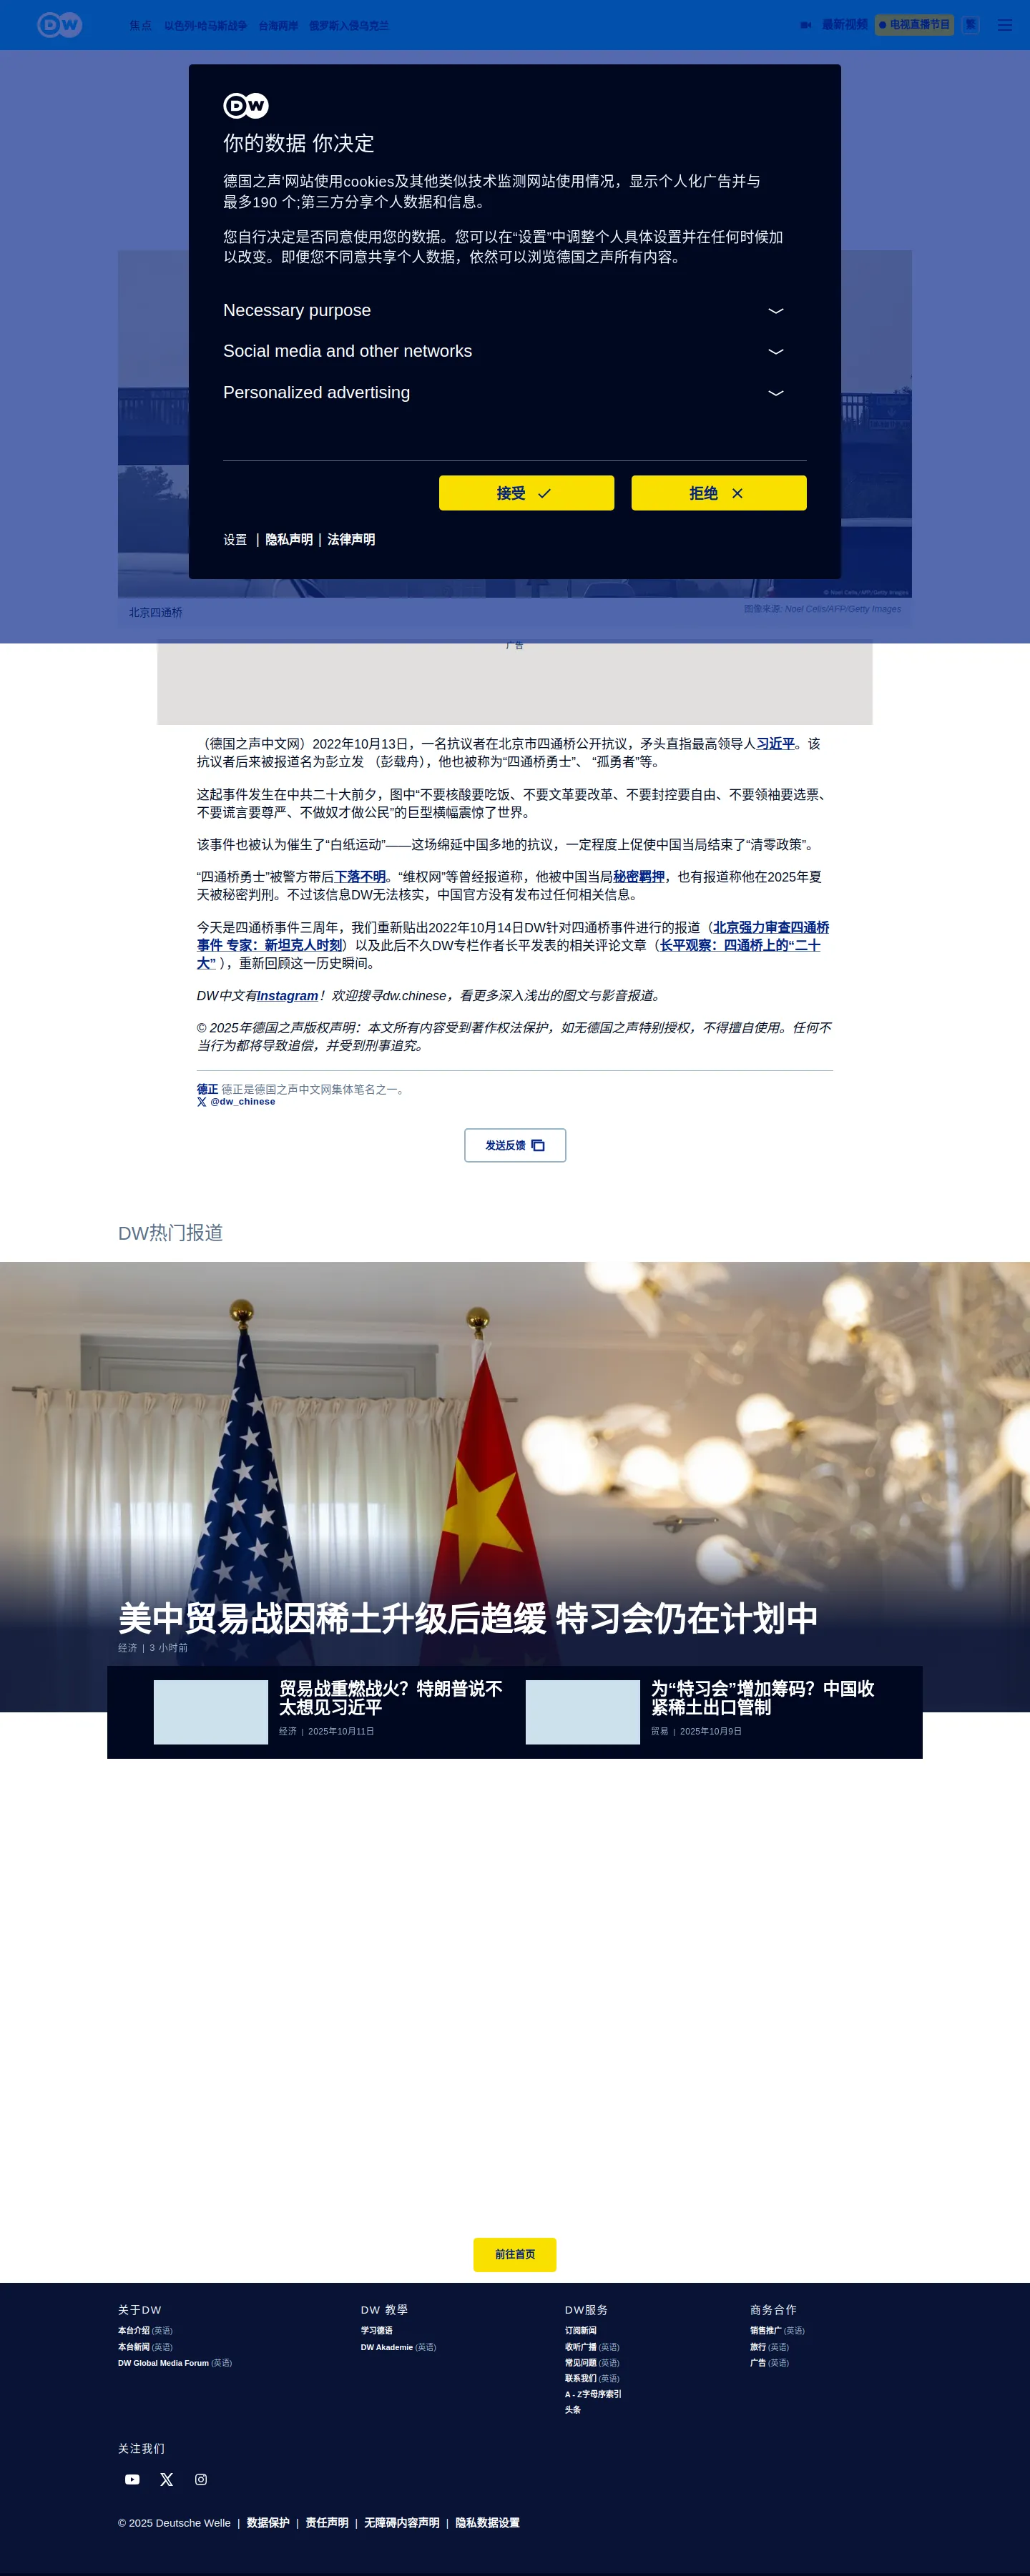 DW
焦点 以色列-哈马斯战争 台海两岸 俄罗斯入侵乌克兰 最新视频 电视直播节目 繁
DW
你的数据 你决定
德国之声'网站使用cookies及其他类似技术监测网站使用情况，显示个人化广告并与
最多190 个;第三方分享个人数据和信息。
您自行决定是否同意使用您的数据。您可以在“设置”中调整个人具体设置并在任何时候加
以改变。即便您不同意共享个人数据，依然可以浏览德国之声所有内容。
Necessary purpose
Social media and other networks
Personalized advertising
接受 拒绝
设置 | 隐私声明 | 法律声明
© Noel Celis/AFP/Getty Images
北京四通桥 图像来源: Noel Celis/AFP/Getty Images
广告
（德国之声中文网）2022年10月13日，一名抗议者在北京市四通桥公开抗议，矛头直指最高领导人习近平。该
抗议者后来被报道名为彭立发 （彭载舟），他也被称为“四通桥勇士”、 “孤勇者”等。
这起事件发生在中共二十大前夕，图中“不要核酸要吃饭、不要文革要改革、不要封控要自由、不要领袖要选票、
不要谎言要尊严、不做奴才做公民”的巨型横幅震惊了世界。
该事件也被认为催生了“白纸运动”——这场绵延中国多地的抗议，一定程度上促使中国当局结束了“清零政策”。
“四通桥勇士”被警方带后下落不明。“维权网”等曾经报道称，他被中国当局秘密羁押，也有报道称他在2025年夏
天被秘密判刑。不过该信息DW无法核实，中国官方没有发布过任何相关信息。
今天是四通桥事件三周年，我们重新贴出2022年10月14日DW针对四通桥事件进行的报道（北京强力审查四通桥
事件 专家：新坦克人时刻）以及此后不久DW专栏作者长平发表的相关评论文章（长平观察：四通桥上的“二十
大” ），重新回顾这一历史瞬间。
DW中文有Instagram！欢迎搜寻dw.chinese，看更多深入浅出的图文与影音报道。
© 2025年德国之声版权声明：本文所有内容受到著作权法保护，如无德国之声特别授权，不得擅自使用。任何不
当行为都将导致追偿，并受到刑事追究。
德正 德正是德国之声中文网集体笔名之一。
@dw_chinese
发送反馈
DW热门报道
美中贸易战因稀土升级后趋缓 特习会仍在计划中
经济 | 3 小时前
贸易战重燃战火？特朗普说不
太想见习近平
经济 | 2025年10月11日
为“特习会”增加筹码？中国收
紧稀土出口管制
贸易 | 2025年10月9日
前往首页
关于DW
本台介绍 (英语)
本台新闻 (英语)
DW Global Media Forum (英语)
DW 教學
学习德语
DW Akademie (英语)
DW服务
订阅新闻
收听广播 (英语)
常见问题 (英语)
联系我们 (英语)
A - Z字母序索引
头条
商务合作
销售推广 (英语)
旅行 (英语)
广告 (英语)
关注我们
© 2025 Deutsche Welle | 数据保护 | 责任声明 | 无障碍内容声明 | 隐私数据设置